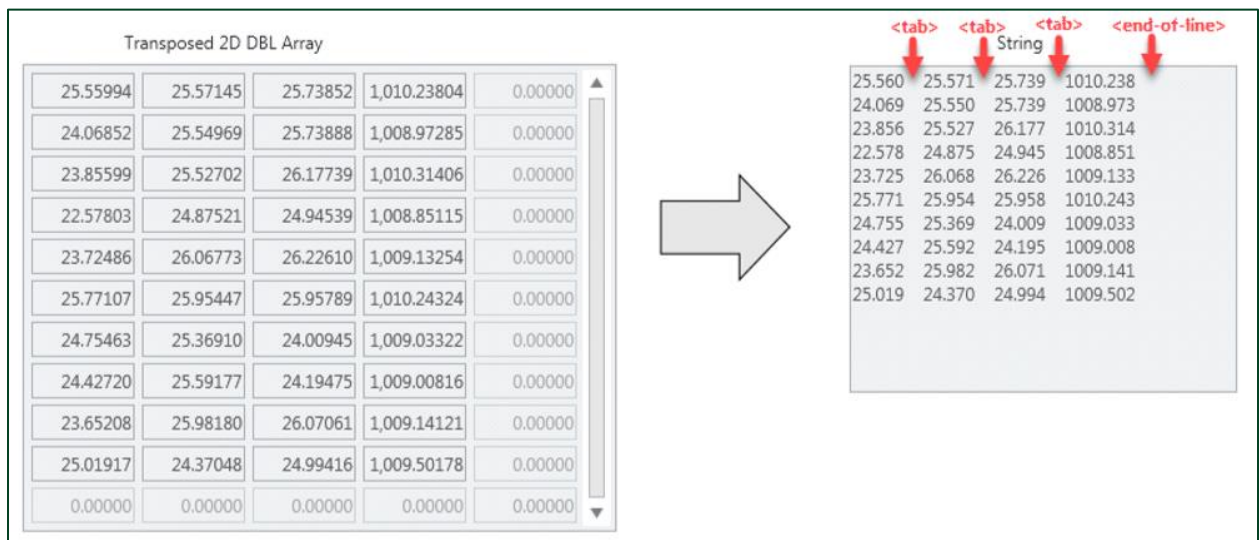 Transposed 2D DBL Array
25.55994 25.57145 25.73852 1,010.23804 0.00000
24.06852 25.54969 25.73888 1,008.97285 0.00000
23.85599 25.52702 26.17739 1,010.31406 0.00000
22.57803 24.87521 24.94539 1,008.85115 0.00000
23.72486 26.06773 26.22610 1,009.13254 0.00000
25.77107 25.95447 25.95789 1,010.24324 0.00000
24.75463 25.36910 24.00945 1,009.03322 0.00000
24.42720 25.59177 24.19475 1,009.00816 0.00000
23.65208 25.98180 26.07061 1,009.14121 0.00000
25.01917 24.37048 24.99416 1,009.50178 0.00000
0.00000 0.00000 0.00000 0.00000 0.00000
<tab> <tab> <tab> <end-of-line>
String
25.560 25.571 25.739 1010.238
24.069 25.550 25.739 1008.973
23.856 25.527 26.177 1010.314
22.578 24.875 24.945 1008.851
23.725 26.068 26.226 1009.133
25.771 25.954 25.958 1010.243
24.755 25.369 24.009 1009.033
24.427 25.592 24.195 1009.008
23.652 25.982 26.071 1009.141
25.019 24.370 24.994 1009.502